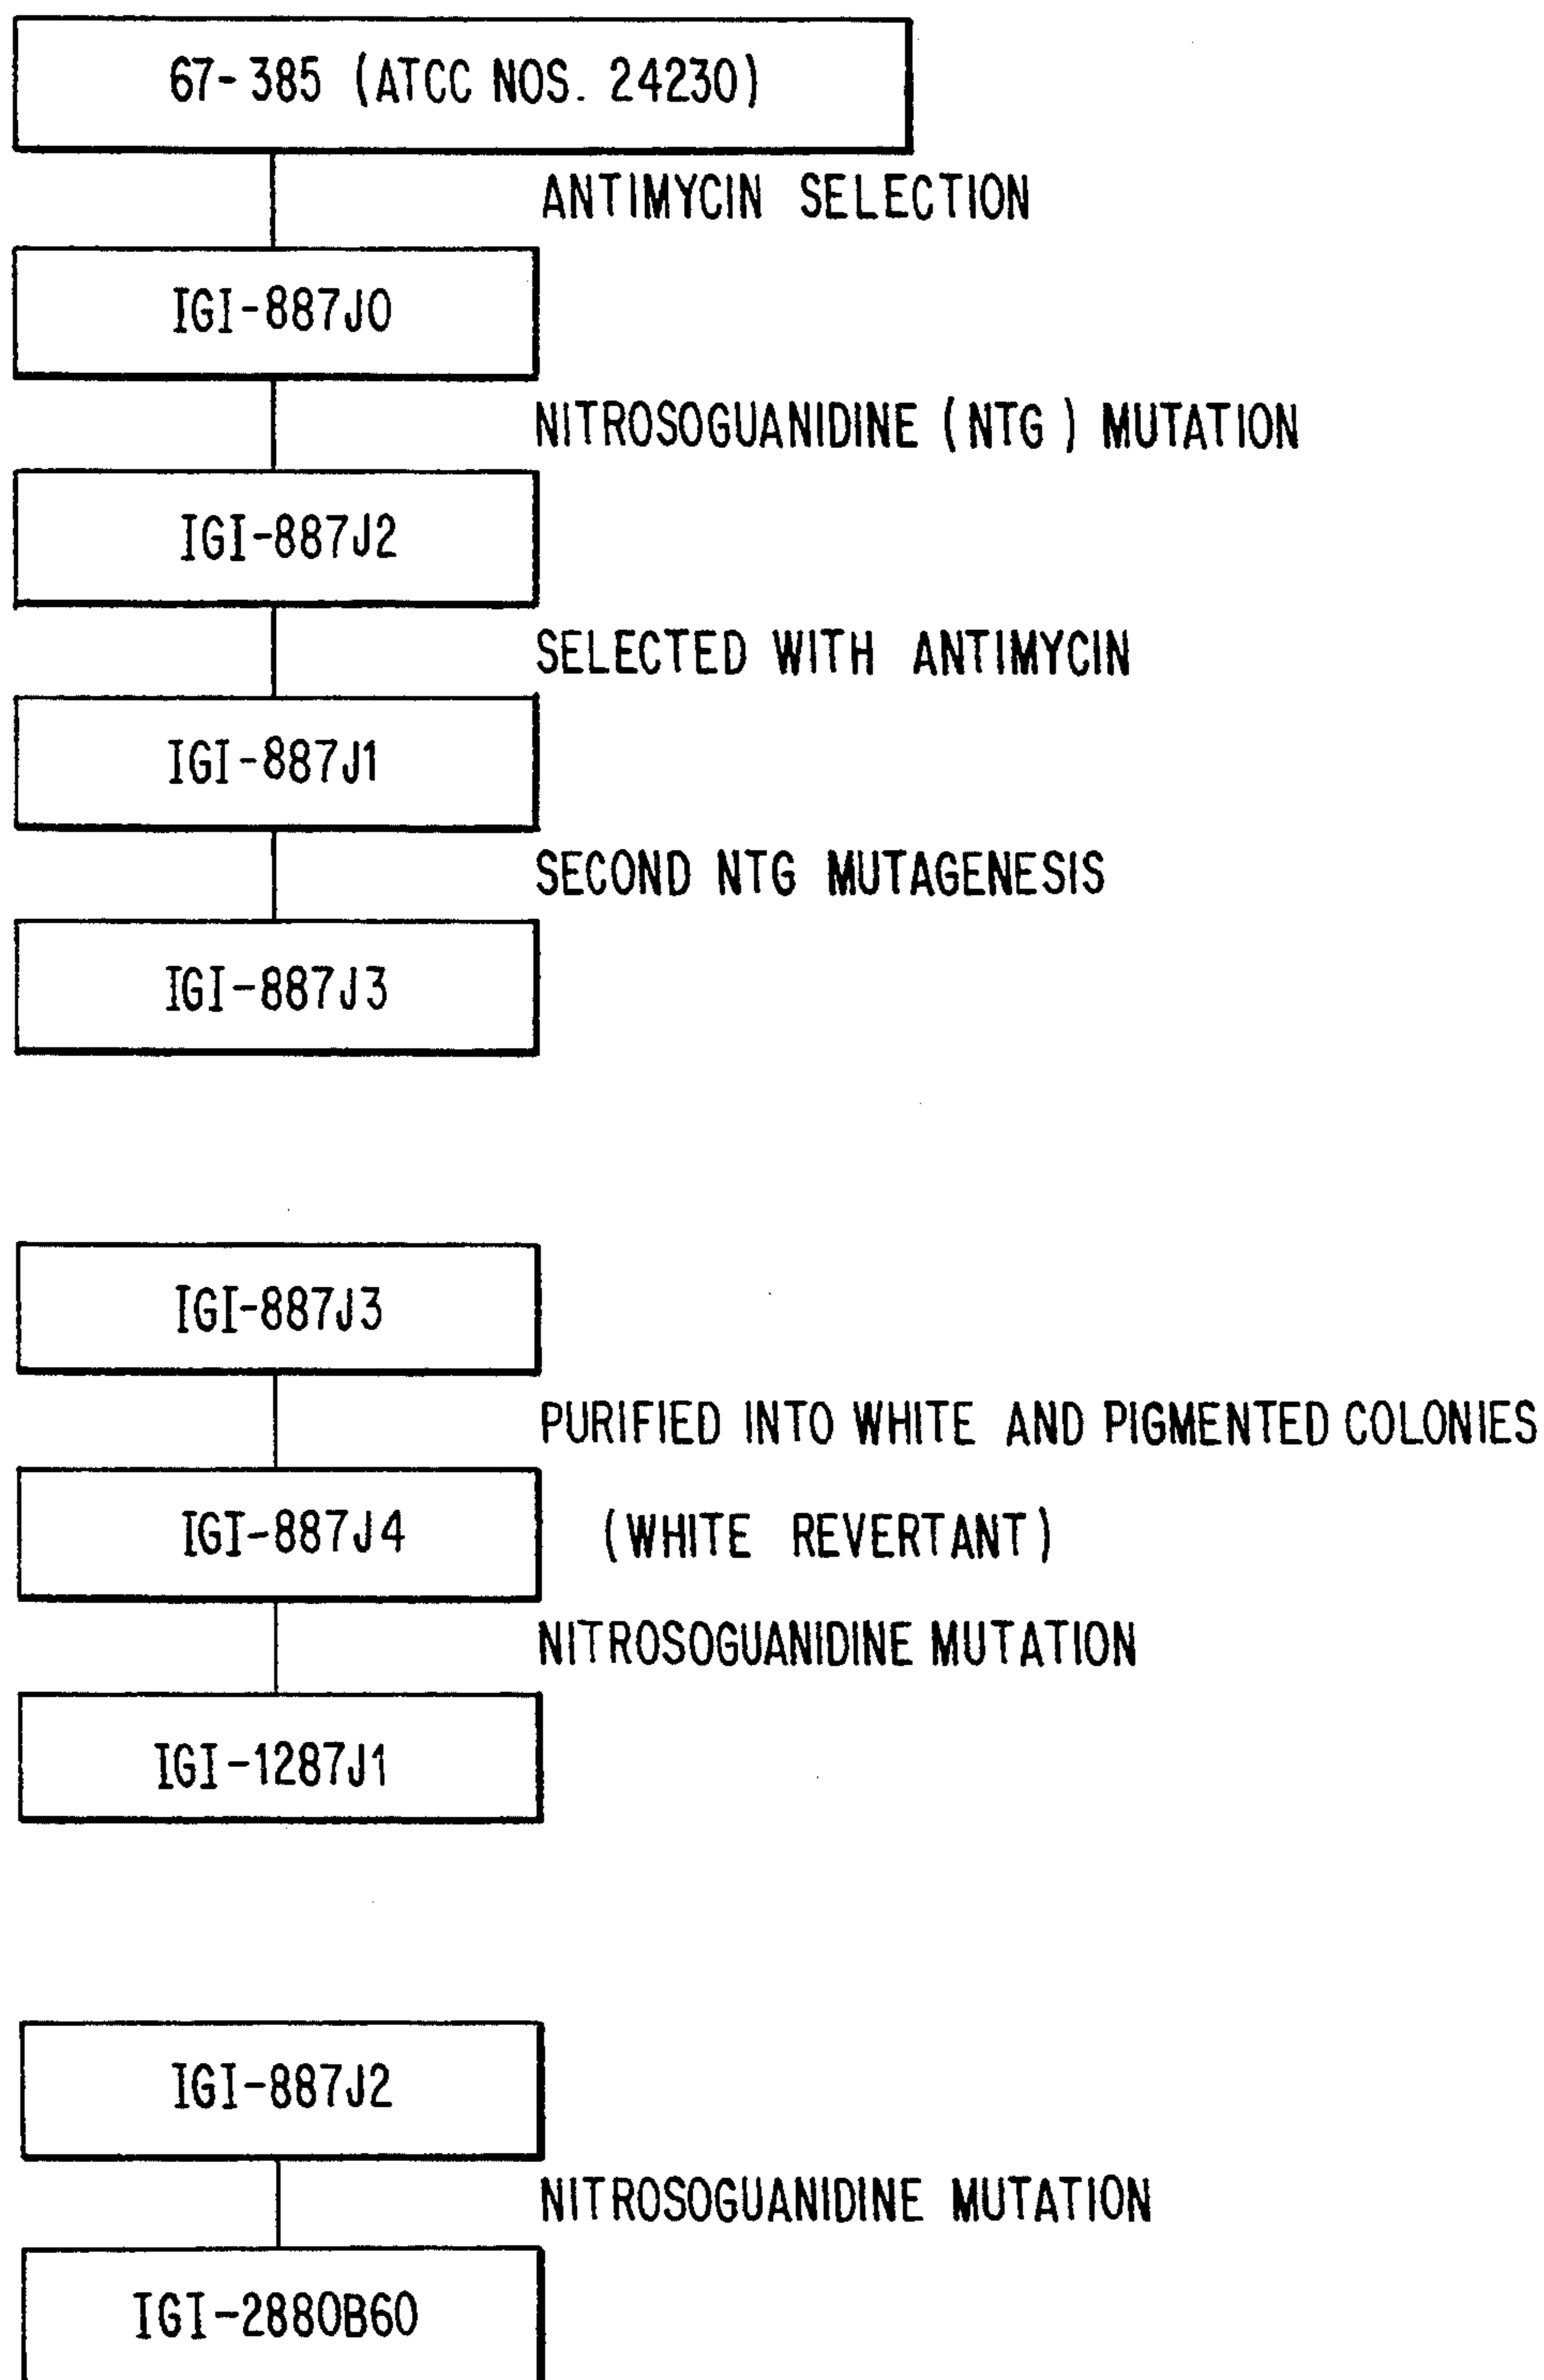 67-385 (ATCC NOS. 24230)
ANTIMYCIN SELECTION
IGI-887J0
NITROSOGUANIDINE (NTG) MUTATION
IGI-887J2
SELECTED WITH ANTIMYCIN
IGI-887J1
SECOND NTG MUTAGENESIS
IGI-887J3
IGI-887J3
PURIFIED INTO WHITE AND PIGMENTED COLONIES
IGI-887J4 (WHITE REVERTANT)
NITROSOGUANIDINE MUTATION
IGI-1287J1
IGI-887J2
NITROSOGUANIDINE MUTATION
IGI-2880B60